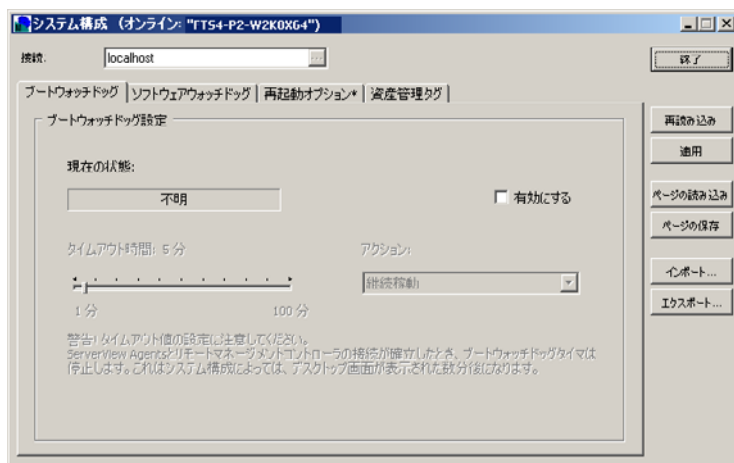 システム構成 (オンライン: "FTS4-P2-W2K0X64")
接続:
localhost
...
終了
ブートウォッチドッグ
ソフトウェアウォッチドッグ
再起動オプション*
資産管理タグ
再読み込み
適用
ページの読み込み
ページの保存
インポート...
エクスポート...
ブートウォッチドッグ設定
現在の状態:
不明
有効にする
タイムアウト時間: 5 分
アクション:
継続稼動
1 分
100 分
警告! タイムアウト値の設定に注意してください。
ServerView Agentsとリモートマネージメントコントローラの接続が確立したとき、ブートウォッチドッグタイマは
停止します。これはシステム構成によっては、デスクトップ画面が表示された数分後になります。